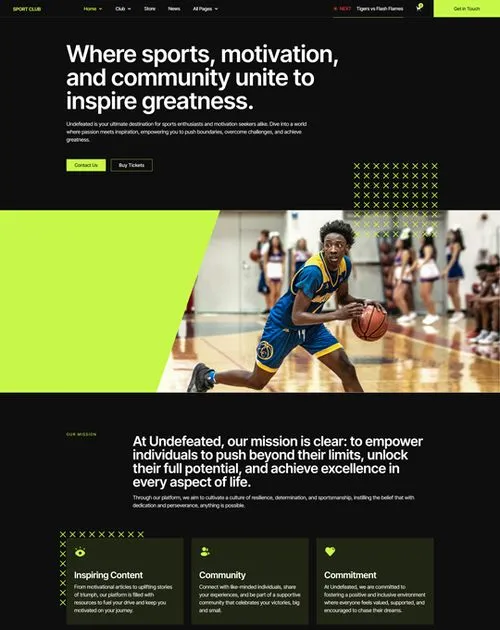 SPORT CLUB
Home
Club
Store
News
All Pages
NEXT
Tigers vs Flash Flames
Get in Touch
Where sports, motivation,
and community unite to
inspire greatness.
Undefeated is your ultimate destination for sports enthusiasts and motivation seekers alike. Dive into a world
where passion meets inspiration, empowering you to push boundaries, overcome challenges, and achieve
greatness.
Contact Us
Buy Tickets
OUR MISSION
At Undefeated, our mission is clear: to empower
individuals to push beyond their limits, unlock
their full potential, and achieve excellence in
every aspect of life.
Through our platform, we aim to cultivate a culture of resilience, determination, and sportsmanship, instilling the belief that with
dedication and perseverance, anything is possible.
Inspiring Content
From motivational articles to uplifting stories
of triumph, our platform is filled with
resources to fuel your drive and keep you
motivated on your journey.
Community
Connect with like-minded individuals, share
your experiences, and be part of a supportive
community that celebrates your victories, big
and small.
Commitment
At Undefeated, we are committed to
fostering a positive and inclusive environment
where everyone feels valued, supported, and
encouraged to chase their dreams.